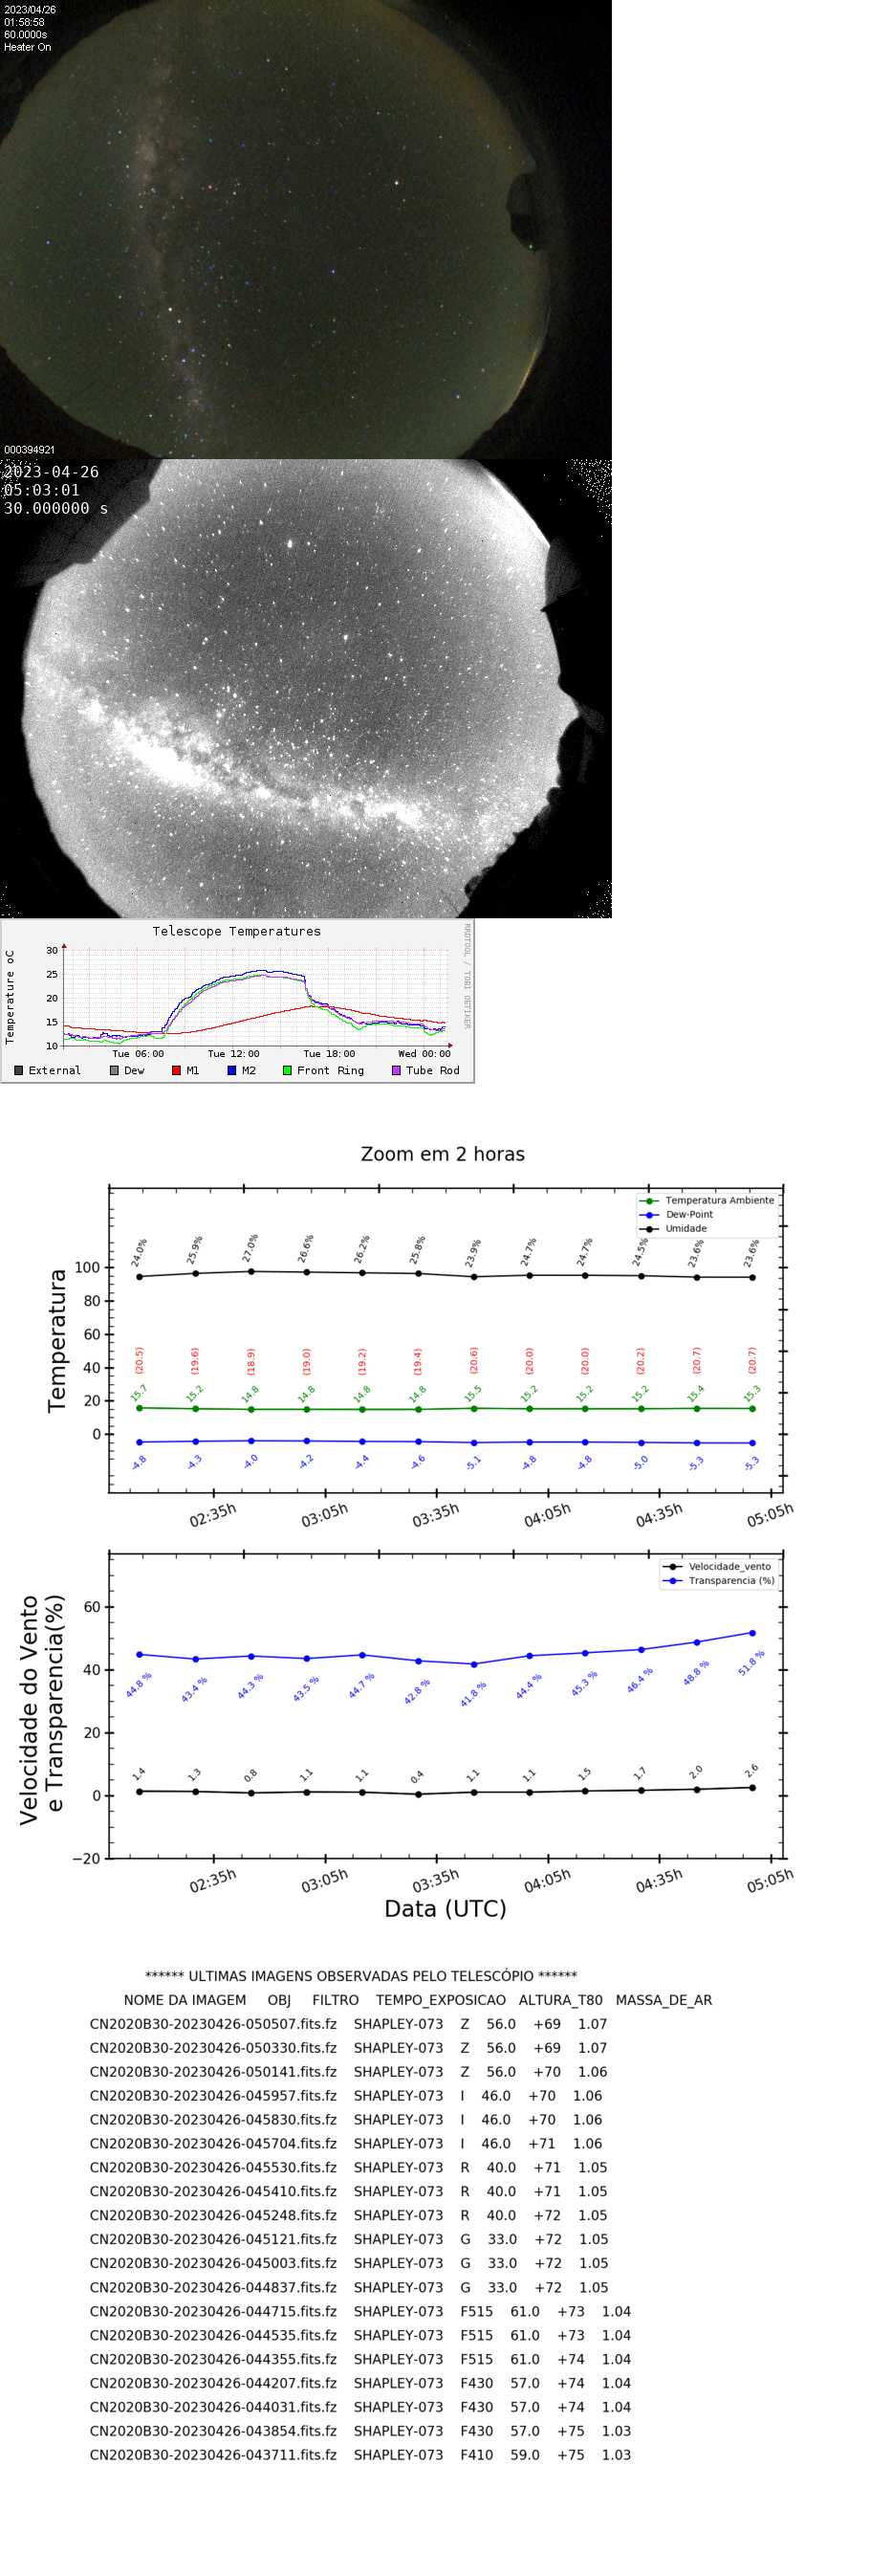 2023/04/26
01:58:58
60.0000s
Heater On
000394921
2023-04-26
05:03:01
30.000000 s
Telescope Temperatures
RRDTOOL / TOBI OETIKER
Temperature oC
30
25
20
15
10
Tue 06:00 Tue 12:00 Tue 18:00 Wed 00:00
External Dew M1 M2 Front Ring Tube Rod
Zoom em 2 horas
Temperatura Ambiente
Dew-Point
Umidade
Temperatura
100
80
60
40
20
0
24.0% 25.9% 27.0% 26.6% 26.2% 25.8% 23.9% 24.7% 24.7% 24.5% 23.6% 23.6%
(20.5) (19.6) (18.9) (19.0) (19.2) (19.4) (20.6) (20.0) (20.0) (20.2) (20.7) (20.7)
15.7 15.2 14.8 14.8 14.8 14.8 15.5 15.2 15.2 15.2 15.4 15.3
-4.8 -4.3 -4.0 -4.2 -4.4 -4.6 -5.1 -4.8 -4.8 -5.0 -5.3 -5.3
02:35h 03:05h 03:35h 04:05h 04:35h 05:05h
Velocidade_vento
Transparencia (%)
Velocidade do Vento
e Transparencia(%)
60
40
20
0
−20
44.8 % 43.4 % 44.3 % 43.5 % 44.7 % 42.8 % 41.8 % 44.4 % 45.3 % 46.4 % 48.8 % 51.8 %
1.4 1.3 0.8 1.1 1.1 0.4 1.1 1.1 1.5 1.7 2.0 2.6
02:35h 03:05h 03:35h 04:05h 04:35h 05:05h
Data (UTC)
****** ULTIMAS IMAGENS OBSERVADAS PELO TELESCÓPIO ******
NOME DA IMAGEM OBJ FILTRO TEMPO_EXPOSICAO ALTURA_T80 MASSA_DE_AR
CN2020B30-20230426-050507.fits.fz SHAPLEY-073 Z 56.0 +69 1.07
CN2020B30-20230426-050330.fits.fz SHAPLEY-073 Z 56.0 +69 1.07
CN2020B30-20230426-050141.fits.fz SHAPLEY-073 Z 56.0 +70 1.06
CN2020B30-20230426-045957.fits.fz SHAPLEY-073 I 46.0 +70 1.06
CN2020B30-20230426-045830.fits.fz SHAPLEY-073 I 46.0 +70 1.06
CN2020B30-20230426-045704.fits.fz SHAPLEY-073 I 46.0 +71 1.06
CN2020B30-20230426-045530.fits.fz SHAPLEY-073 R 40.0 +71 1.05
CN2020B30-20230426-045410.fits.fz SHAPLEY-073 R 40.0 +71 1.05
CN2020B30-20230426-045248.fits.fz SHAPLEY-073 R 40.0 +72 1.05
CN2020B30-20230426-045121.fits.fz SHAPLEY-073 G 33.0 +72 1.05
CN2020B30-20230426-045003.fits.fz SHAPLEY-073 G 33.0 +72 1.05
CN2020B30-20230426-044837.fits.fz SHAPLEY-073 G 33.0 +72 1.05
CN2020B30-20230426-044715.fits.fz SHAPLEY-073 F515 61.0 +73 1.04
CN2020B30-20230426-044535.fits.fz SHAPLEY-073 F515 61.0 +73 1.04
CN2020B30-20230426-044355.fits.fz SHAPLEY-073 F515 61.0 +74 1.04
CN2020B30-20230426-044207.fits.fz SHAPLEY-073 F430 57.0 +74 1.04
CN2020B30-20230426-044031.fits.fz SHAPLEY-073 F430 57.0 +74 1.04
CN2020B30-20230426-043854.fits.fz SHAPLEY-073 F430 57.0 +75 1.03
CN2020B30-20230426-043711.fits.fz SHAPLEY-073 F410 59.0 +75 1.03